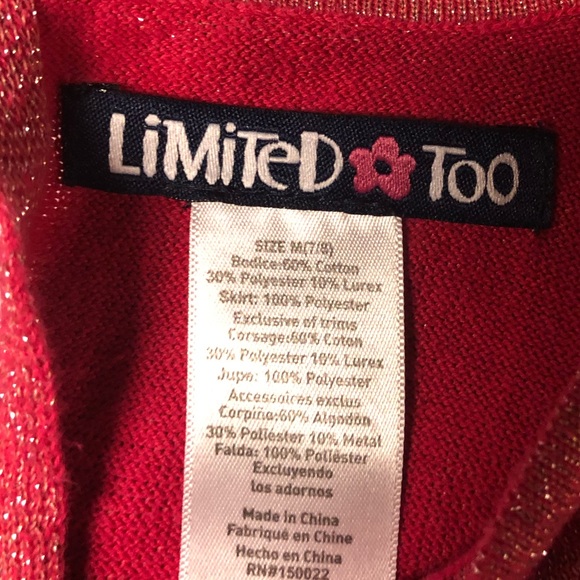 LiMiTeD TOO
SIZE M(7/8)
Bodice:60% Cotton
30% Polyester 10% Lurex
Skirt: 100% Polyester
Exclusive of trims
Corsage:60% Coton
30% Polyester 10% Lurex
Jupe: 100% Polyester
Accessoires exclus
Corpiño:60% Algodón
30% Poliéster 10% Metal
Falda: 100% Poliéster
Excluyendo
los adornos
Made in China
Fabriqué en Chine
Hecho en China
RN#150022